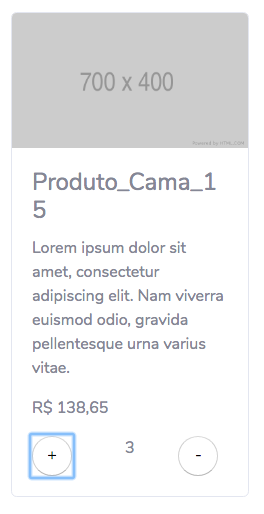 700 x 400
Powered by HTML.COM
Produto_Cama_1
5
Lorem ipsum dolor sit
amet, consectetur
adipiscing elit. Nam viverra
euismod odio, gravida
pellentesque urna varius
vitae.
R$ 138,65
+ 3 -